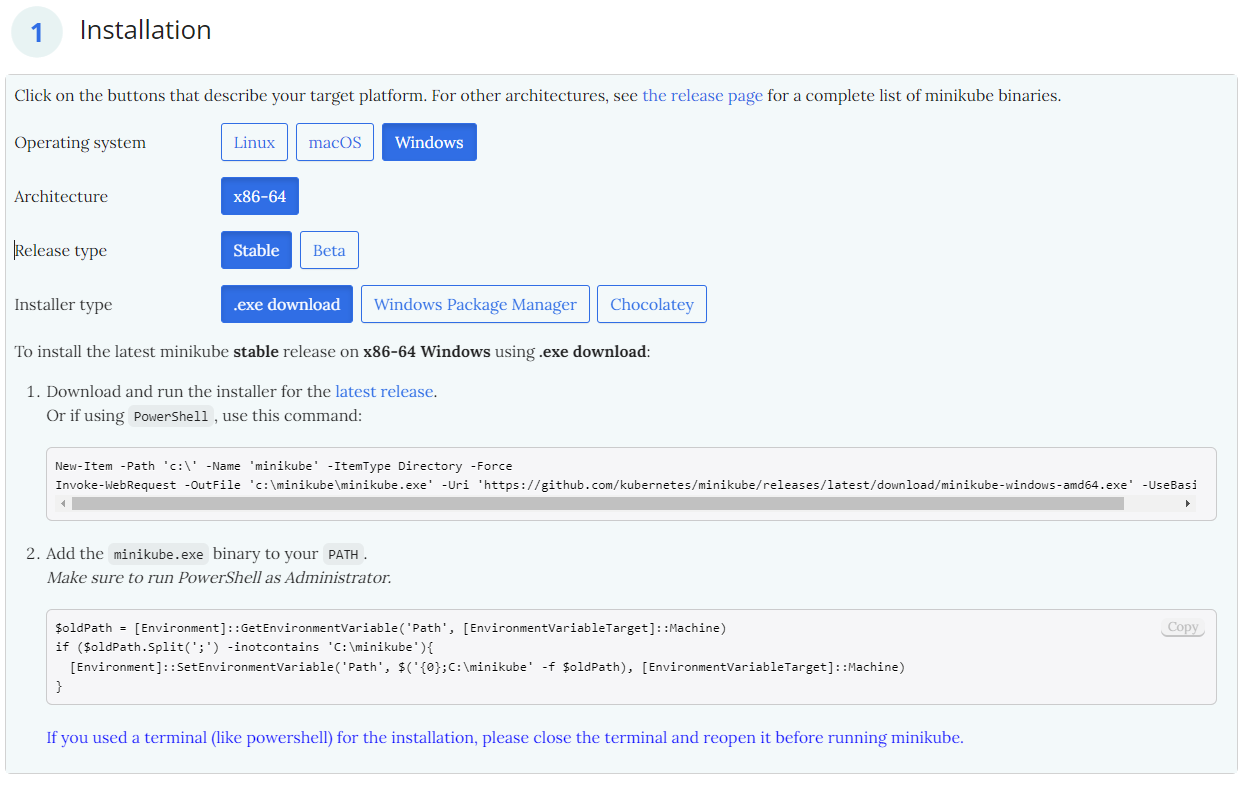 1 Installation
Click on the buttons that describe your target platform. For other architectures, see the release page for a complete list of minikube binaries.
Operating system Linux macOS Windows
Architecture x86-64
Release type Stable Beta
Installer type .exe download Windows Package Manager Chocolatey
To install the latest minikube stable release on x86-64 Windows using .exe download:
1. Download and run the installer for the latest release.
Or if using PowerShell, use this command:
New-Item -Path 'c:\' -Name 'minikube' -ItemType Directory -Force
Invoke-WebRequest -OutFile 'c:\minikube\minikube.exe' -Uri 'https://github.com/kubernetes/minikube/releases/latest/download/minikube-windows-amd64.exe' -UseBasi
2. Add the minikube.exe binary to your PATH.
Make sure to run PowerShell as Administrator.
Copy
$oldPath = [Environment]::GetEnvironmentVariable('Path', [EnvironmentVariableTarget]::Machine)
if ($oldPath.Split(';') -inotcontains 'C:\minikube'){
  [Environment]::SetEnvironmentVariable('Path', $('{0};C:\minikube' -f $oldPath), [EnvironmentVariableTarget]::Machine)
}
If you used a terminal (like powershell) for the installation, please close the terminal and reopen it before running minikube.